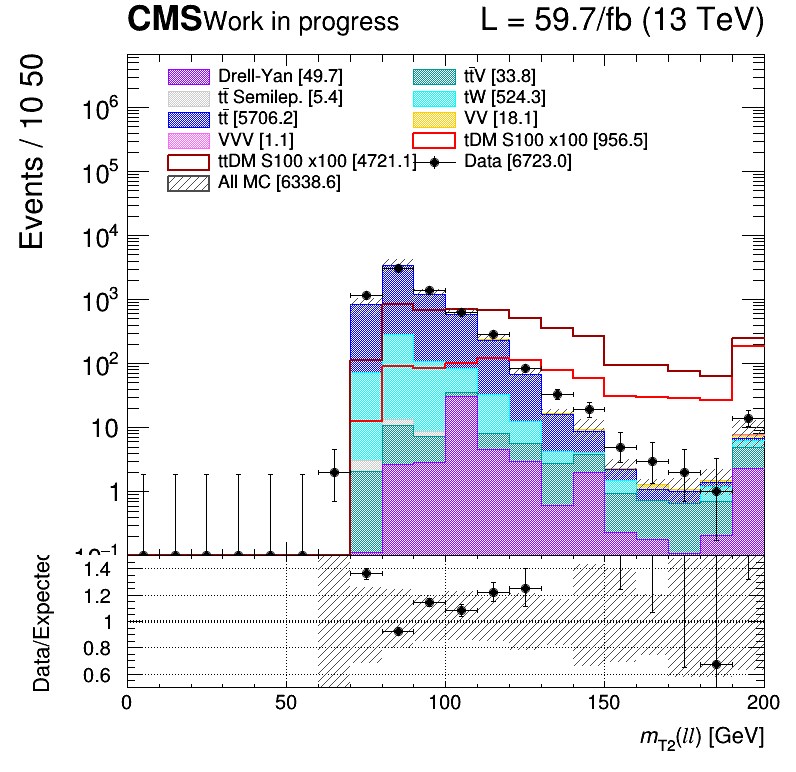 CMS Work in progress L = 59.7/fb (13 TeV)
Events / 10 50
Drell-Yan [49.7] tt̄V [33.8]
tt̄ Semilep. [5.4] tW [524.3]
tt̄ [5706.2] VV [18.1]
VVV [1.1] tDM S100 x100 [956.5]
ttDM S100 x100 [4721.1] Data [6723.0]
All MC [6338.6]
10⁶
10⁵
10⁴
10³
10²
10
1
10⁻¹
Data/Expected
1.4
1.2
1
0.8
0.6
0 50 100 150 200
m_T2(ll) [GeV]